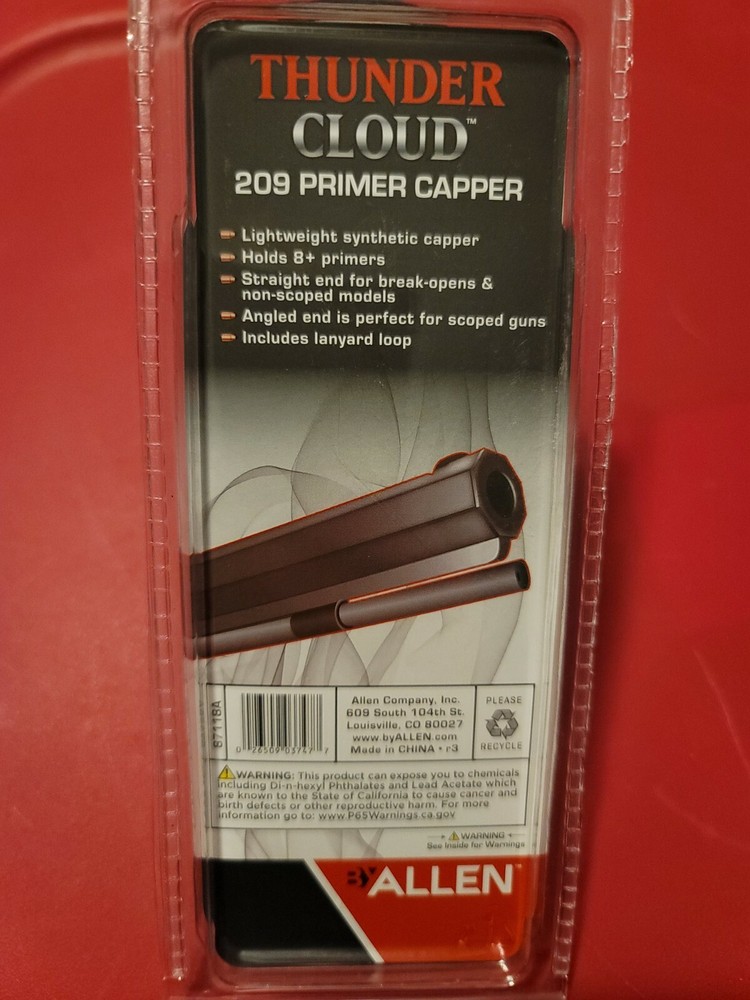 THUNDER
CLOUD™
209 PRIMER CAPPER
Lightweight synthetic capper
Holds 8+ primers
Straight end for break-opens &
non-scoped models
Angled end is perfect for scoped guns
Includes lanyard loop
87118A
0 26509 03747 7
Allen Company, Inc.
609 South 104th St.
Louisville, CO 80027
www.byALLEN.com
Made in CHINA • r3
PLEASE
RECYCLE
WARNING: This product can expose you to chemicals
including Di-n-hexyl Phthalates and Lead Acetate which
are known to the State of California to cause cancer and
birth defects or other reproductive harm. For more
information go to: www.P65Warnings.ca.gov
WARNING
See Inside for Warnings
BY ALLEN™